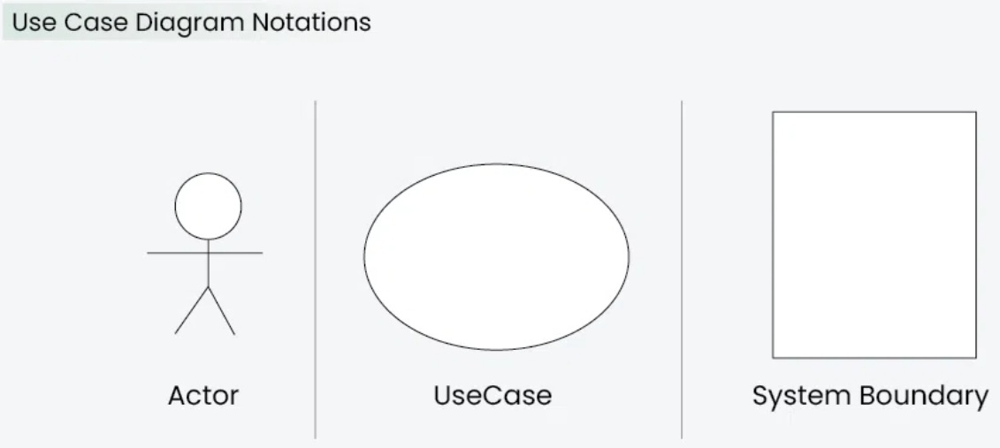 Use Case Diagram Notations
Actor
UseCase
System Boundary